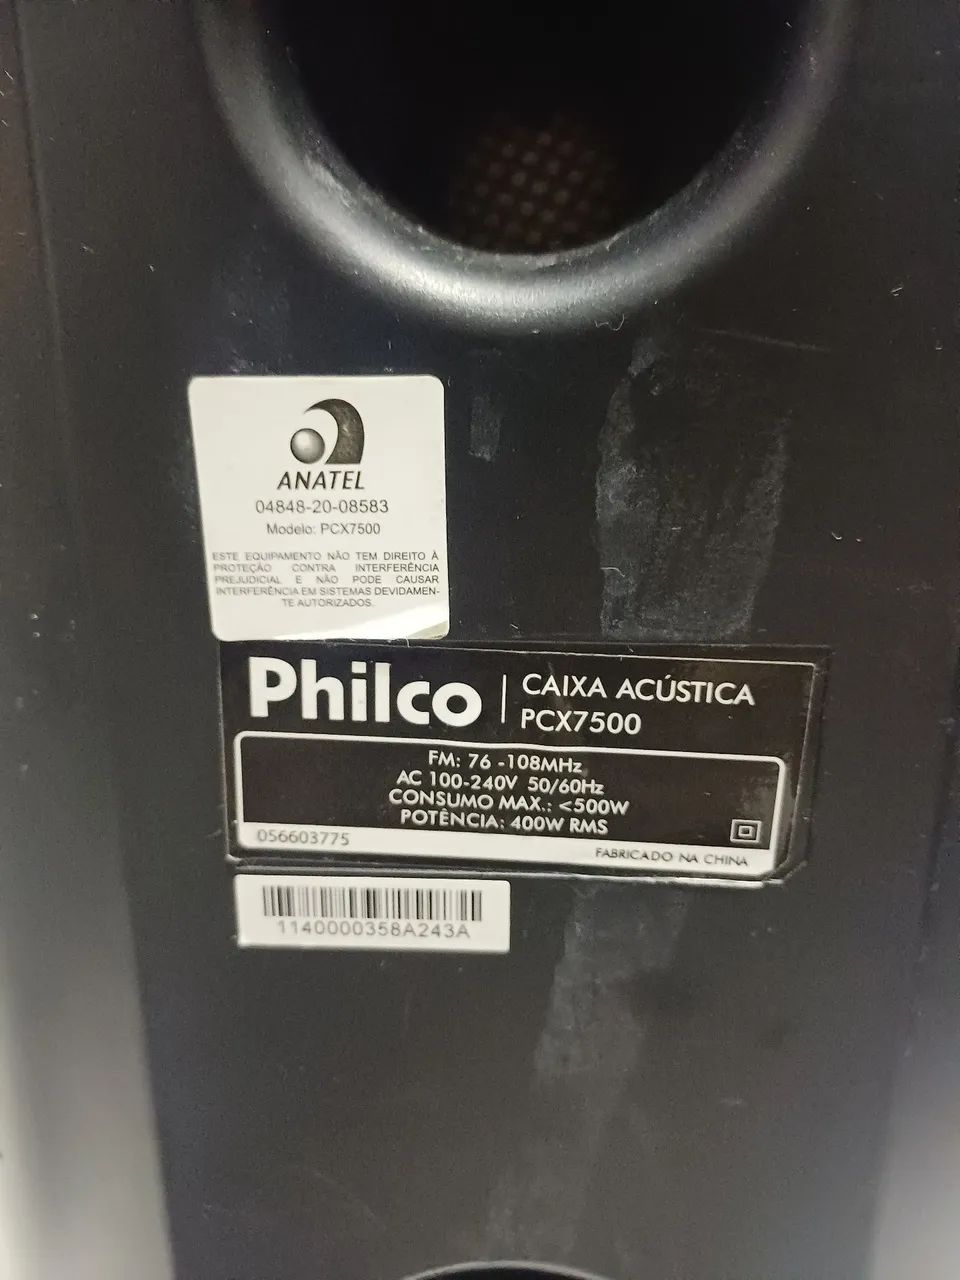 ANATEL
04848-20-08583
Modelo: PCX7500
ESTE EQUIPAMENTO NÃO TEM DIREITO À
PROTEÇÃO CONTRA INTERFERÊNCIA
PREJUDICIAL E NÃO PODE CAUSAR
INTERFERÊNCIA EM SISTEMAS DEVIDAMEN-
TE AUTORIZADOS.
Philco | CAIXA ACÚSTICA
PCX7500
FM: 76 -108MHz
AC 100-240V 50/60Hz
CONSUMO MAX.: <500W
POTÊNCIA: 400W RMS
056603775
FABRICADO NA CHINA
1140000358A243A